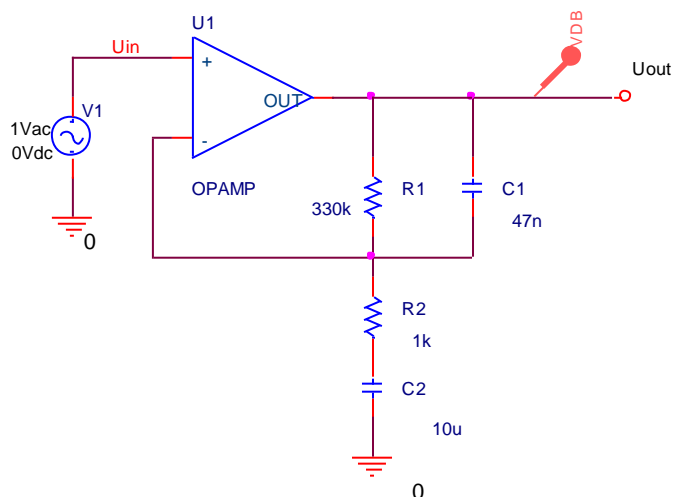 U1
VDB
Uin
+
OUT
Uout
V1
1Vac
0Vdc
-
OPAMP
R1
C1
330k
47n
0
R2
1k
C2
10u
0